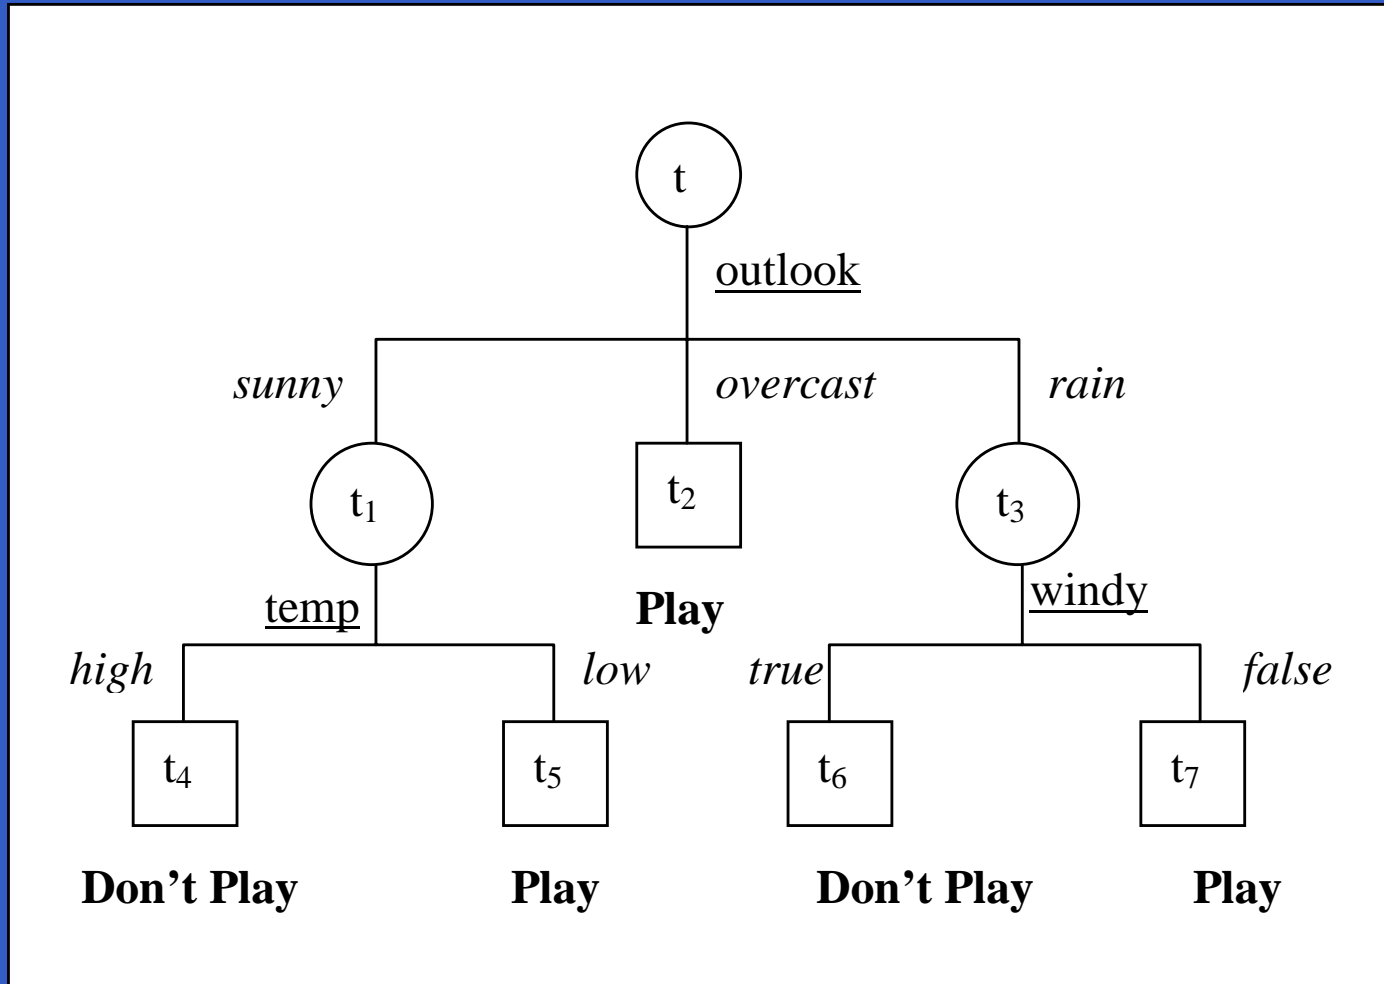 t
outlook
sunny overcast rain
t₁ t₂ t₃
temp Play windy
high low true false
t₄ t₅ t₆ t₇
Don't Play Play Don't Play Play